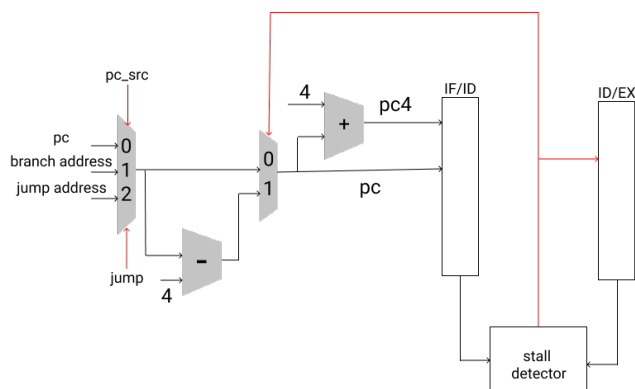 pc_src
pc
branch address
jump address
0
1
2
jump
-
4
0
1
4
+
pc4
pc
IF/ID
ID/EX
stall
detector